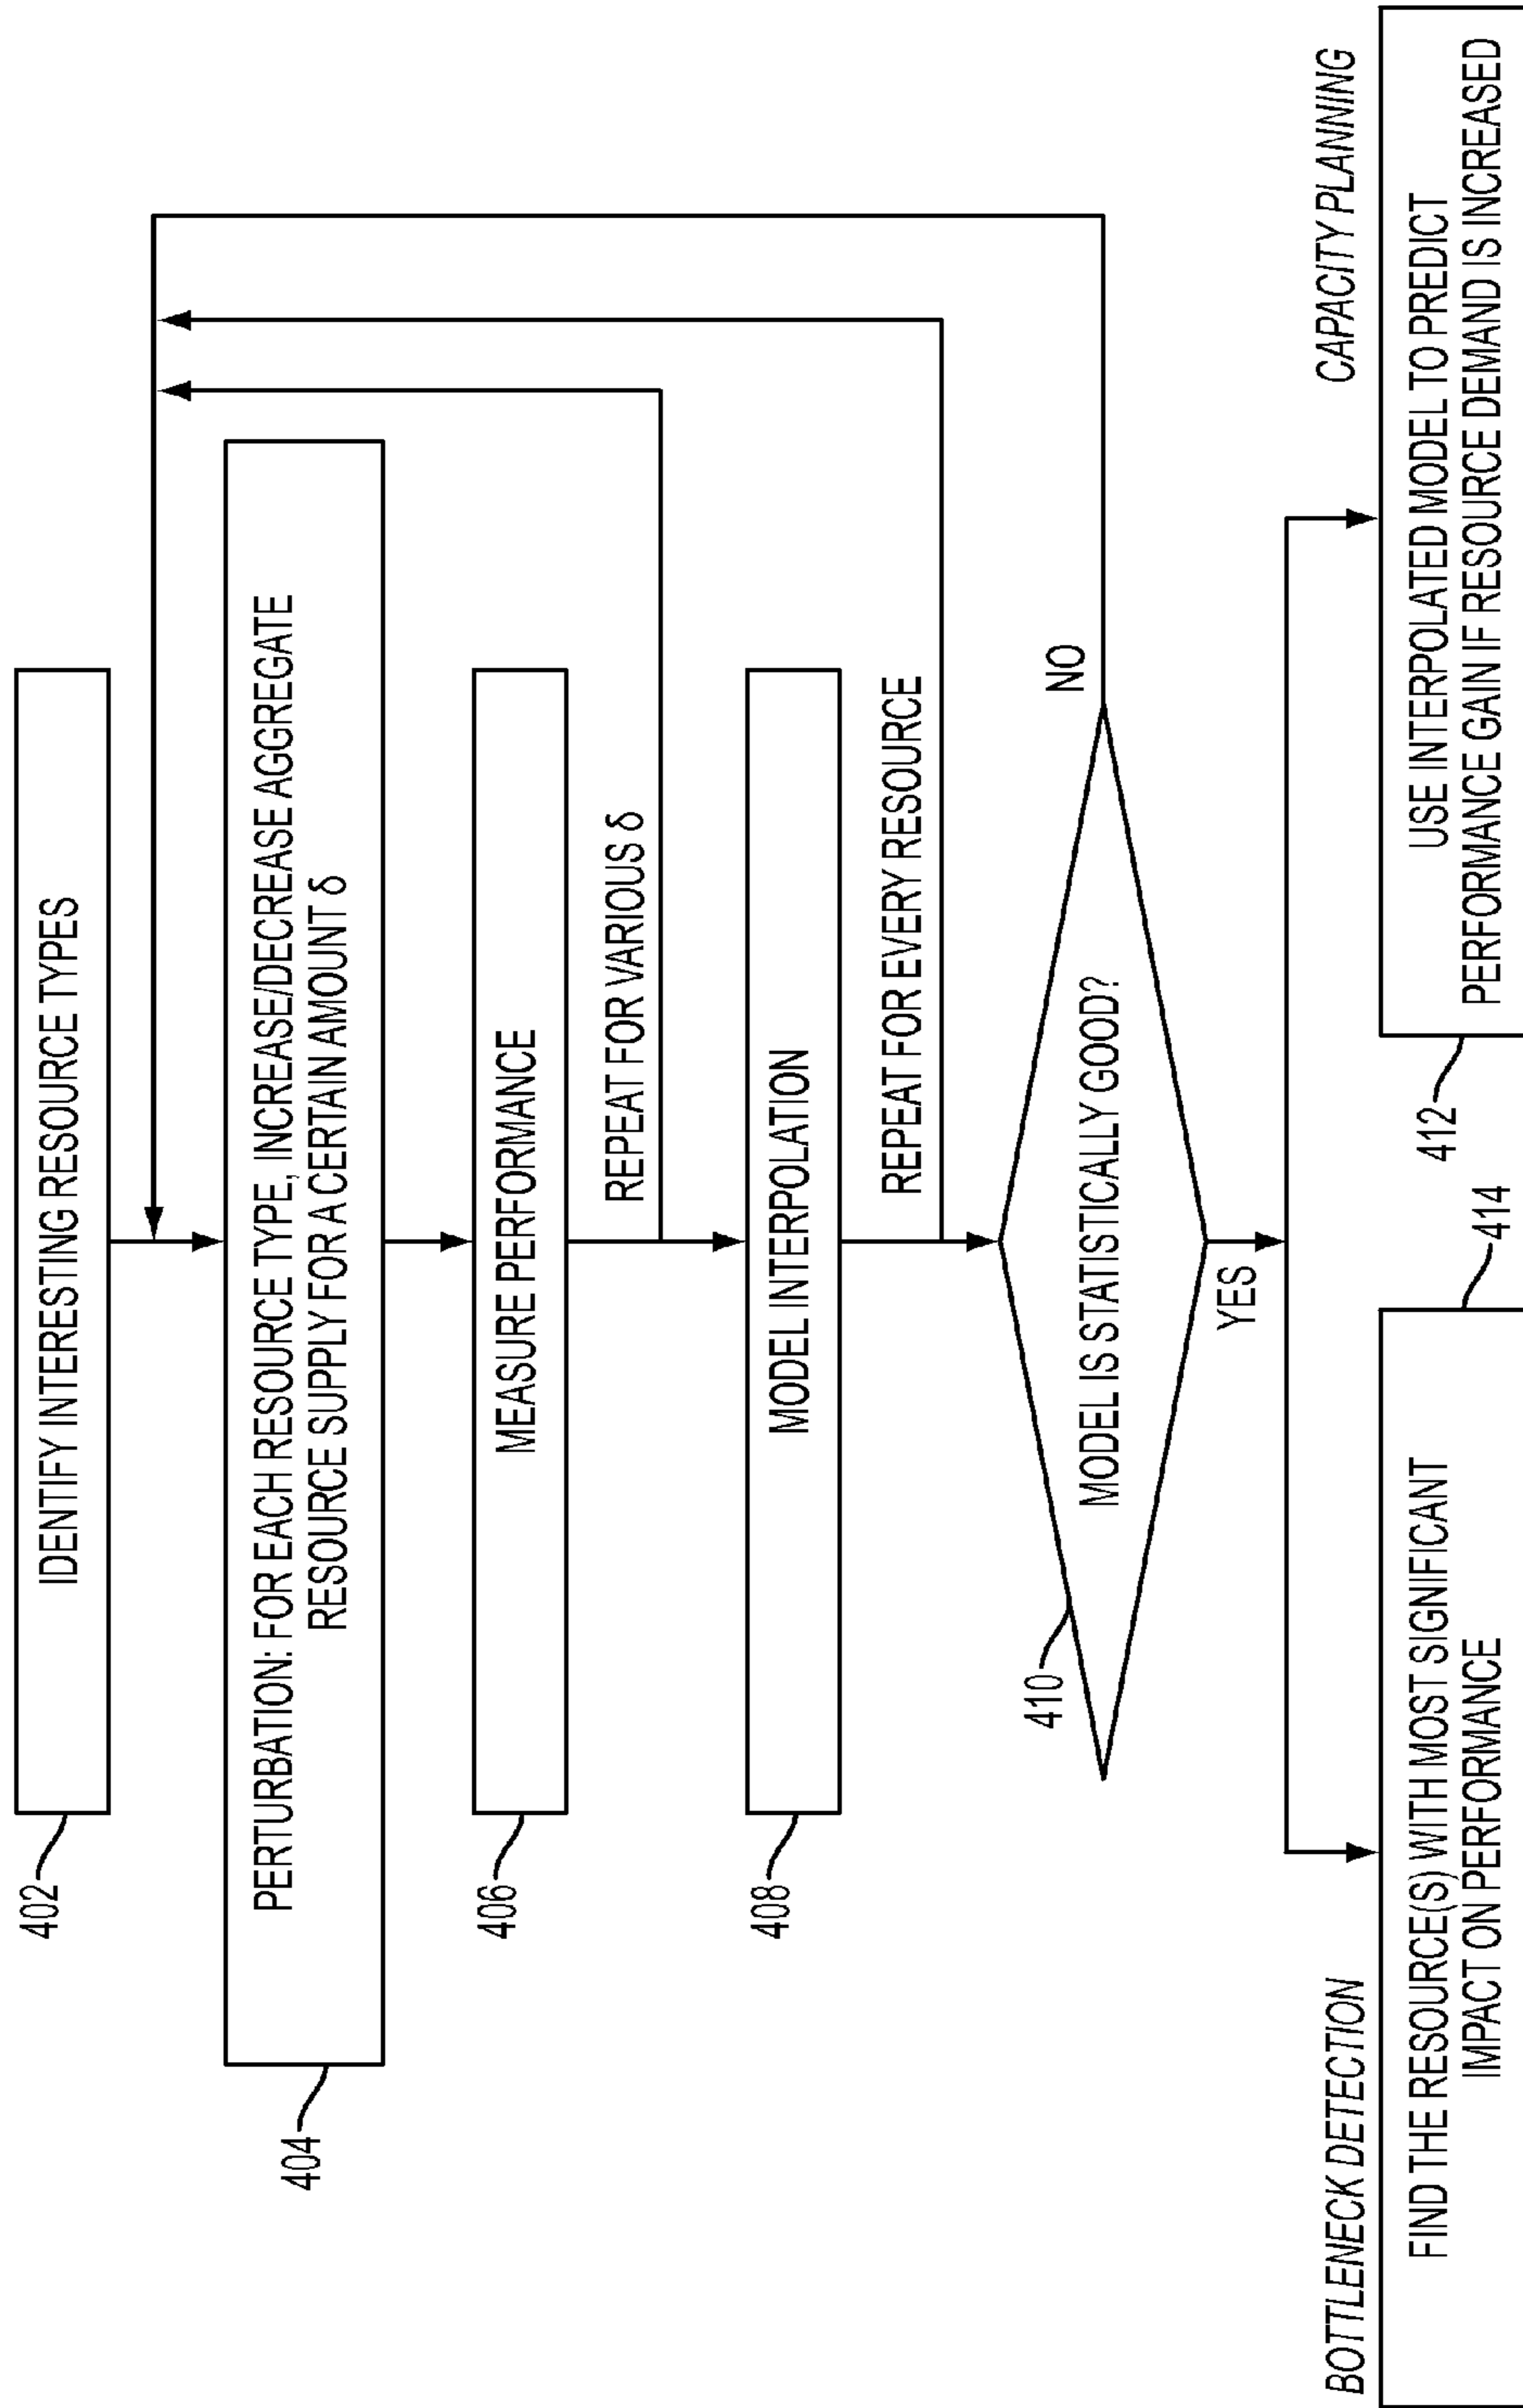 402
IDENTIFY INTERESTING RESOURCE TYPES
404
PERTURBATION: FOR EACH RESOURCE TYPE, INCREASE/DECREASE AGGREGATE
RESOURCE SUPPLY FOR A CERTAIN AMOUNT δ
406
MEASURE PERFORMANCE
REPEAT FOR VARIOUS δ
408
MODEL INTERPOLATION
REPEAT FOR EVERY RESOURCE
410
MODEL IS STATISTICALLY GOOD?
NO
YES
BOTTLENECK DETECTION
FIND THE RESOURCE(S) WITH MOST SIGNIFICANT
IMPACT ON PERFORMANCE
414
CAPACITY PLANNING
412
USE INTERPOLATED MODEL TO PREDICT
PERFORMANCE GAIN IF RESOURCE DEMAND IS INCREASED